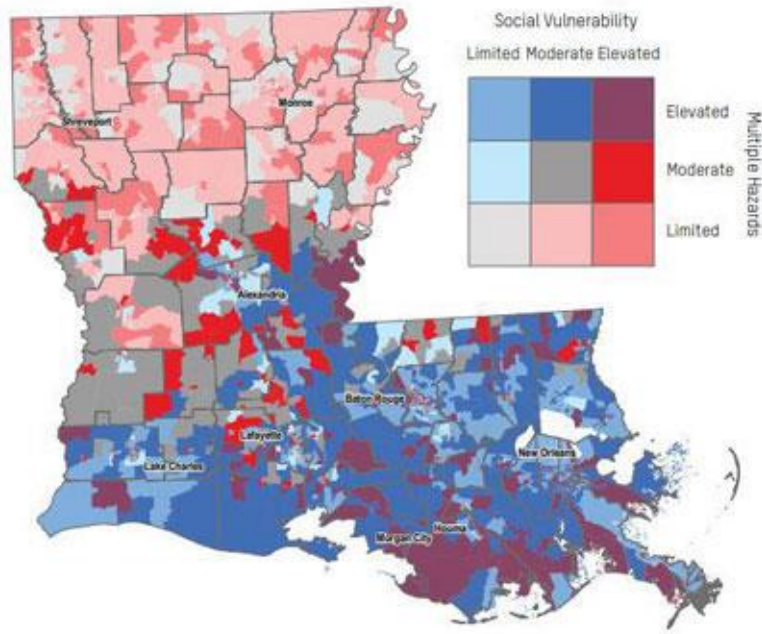 Social Vulnerability
Limited Moderate Elevated
Elevated
Moderate
Limited
Multiple Hazards
Shreveport
Monroe
Alexandria
Baton Rouge
Lafayette
New Orleans
Lake Charles
Houma
Morgan City